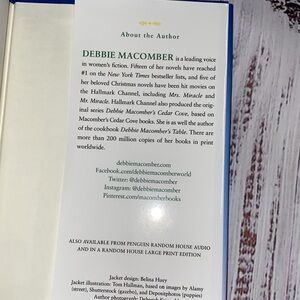 About the Author
DEBBIE MACOMBER is a leading voice
in women's fiction. Fifteen of her novels have reached
#1 on the New York Times bestseller lists, and five of
her beloved Christmas novels have been hit movies on
the Hallmark Channel, including Mrs. Miracle and
Mr. Miracle. Hallmark Channel also produced the orig-
inal series Debbie Macomber's Cedar Cove, based on
Macomber's Cedar Cove books. She is as well the author
of the cookbook Debbie Macomber's Table. There are
more than 200 million copies of her books in print
worldwide.
debbiemacomber.com
Facebook.com/debbiemacomberworld
Twitter: @debbiemacomber
Instagram: @debbiemacomber
Pinterest.com/macomberbooks
ALSO AVAILABLE FROM PENGUIN RANDOM HOUSE AUDIO
AND IN A RANDOM HOUSE LARGE PRINT EDITION
Jacket design: Belina Huey
Jacket illustration: Tom Hallman, based on images by Alamy
(street), Shutterstock (gazebo), and Depositphotos (puppies)
Author photograph: Deborah